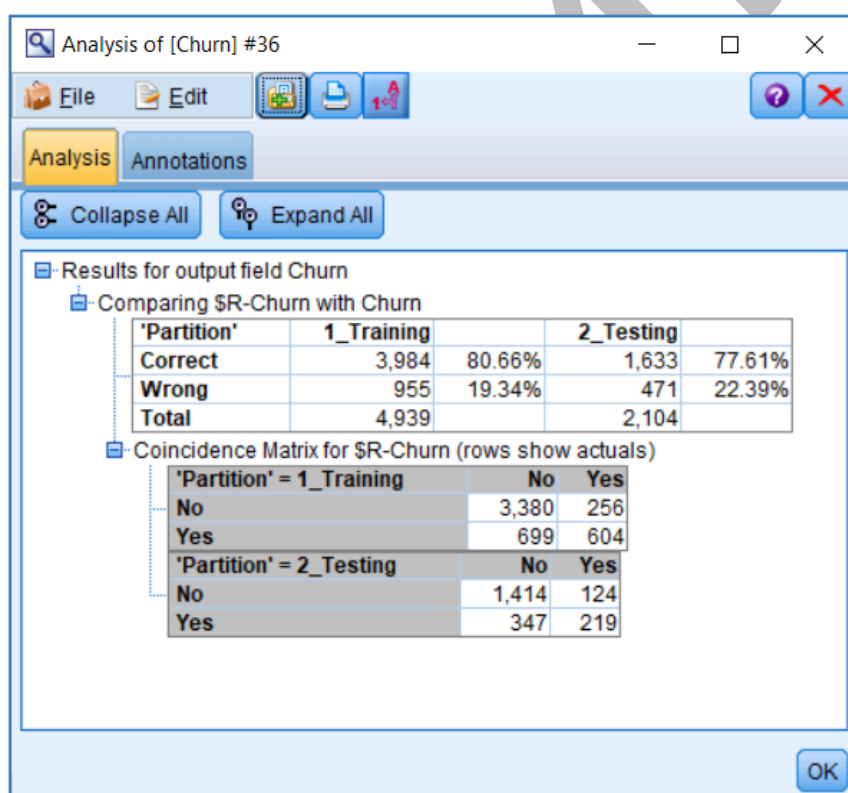 Analysis of [Churn] #36
File Edit
Analysis Annotations
Collapse All Expand All
Results for output field Churn
Comparing $R-Churn with Churn
'Partition' 1_Training 2_Testing
Correct 3,984 80.66% 1,633 77.61%
Wrong 955 19.34% 471 22.39%
Total 4,939 2,104
Coincidence Matrix for $R-Churn (rows show actuals)
'Partition' = 1_Training No Yes
No 3,380 256
Yes 699 604
'Partition' = 2_Testing No Yes
No 1,414 124
Yes 347 219
OK